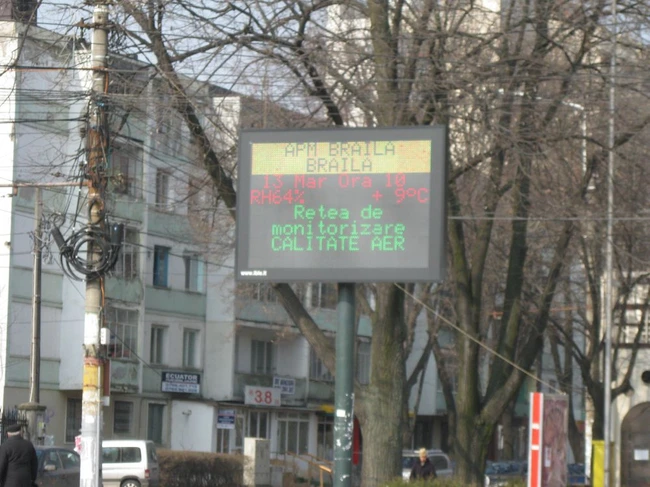 APM BRAILA
BRAILA
13 Mar Ora 10
RH64% + 9°C
Retea de
monitorizare
CALITATE AER
ECUATOR
38